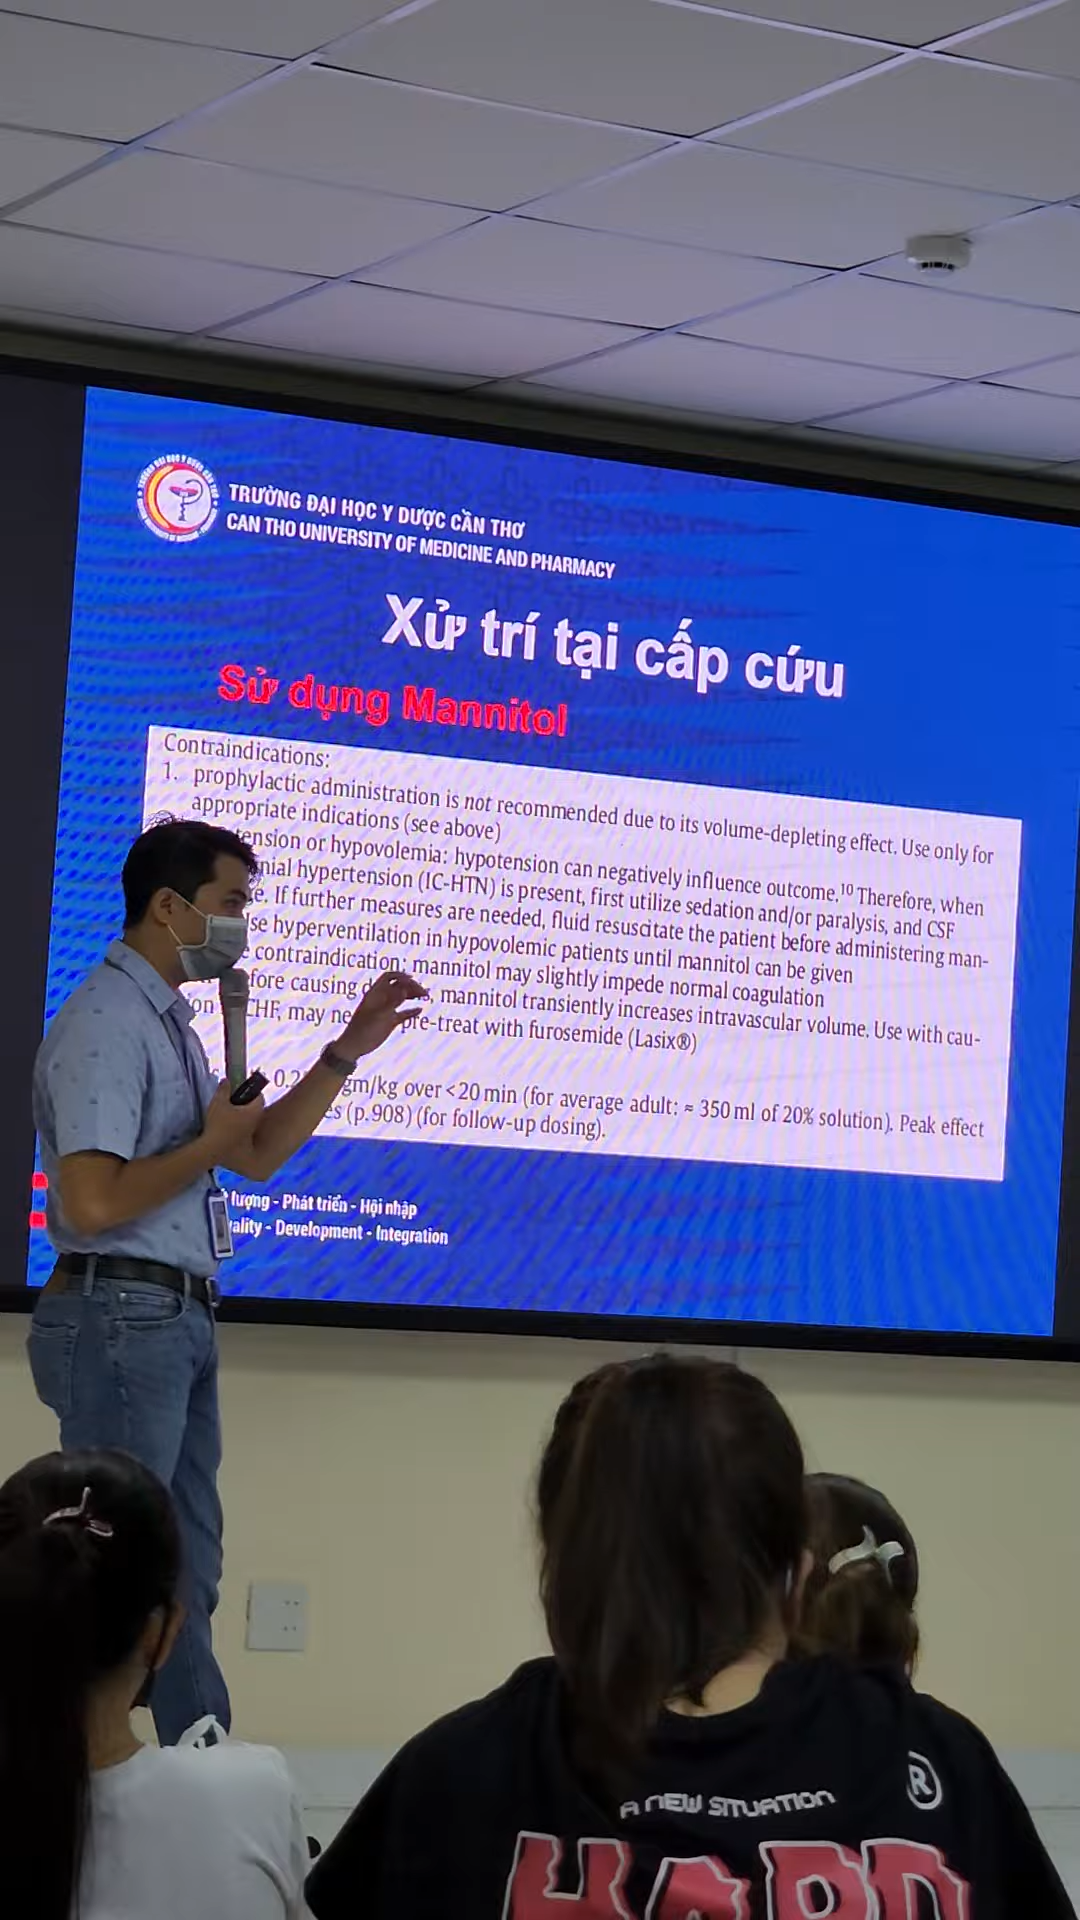 TRƯỜNG ĐẠI HỌC Y DƯỢC CẦN THƠ
CAN THO UNIVERSITY OF MEDICINE AND PHARMACY
Xử trí tại cấp cứu
Sử dụng Mannitol
Contraindications:
1. prophylactic administration is not recommended due to its volume-depleting effect. Use only for
appropriate indications (see above)
or hypovolemia: hypotension can negatively influence outcome.10 Therefore, when
hypertension (IC-HTN) is present, first utilize sedation and/or paralysis, and CSF
If further measures are needed, fluid resuscitate the patient before administering man-
hyperventilation in hypovolemic patients until mannitol can be given
contraindication: mannitol may slightly impede normal coagulation
causing mannitol transiently increases intravascular volume. Use with cau-
CHF, may pre-treat with furosemide (Lasix®)
gm/kg over <20 min (for average adult: ≈ 350 ml of 20% solution). Peak effect
(p. 908) (for follow-up dosing).
lượng - Phát triển - Hội nhập
- Development - Integration
A NEW SITUATION
®
HARD